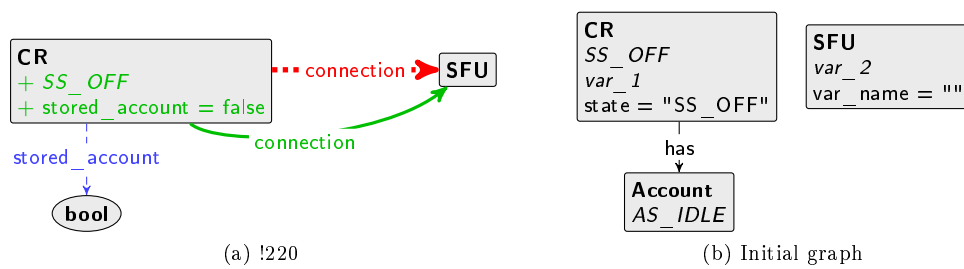 CR
+ SS_OFF
+ stored_account = false
connection
SFU
connection
stored_account
bool
(a) !220
CR
SS_OFF
var_1
state = "SS_OFF"
SFU
var_2
var_name = ""
has
Account
AS_IDLE
(b) Initial graph